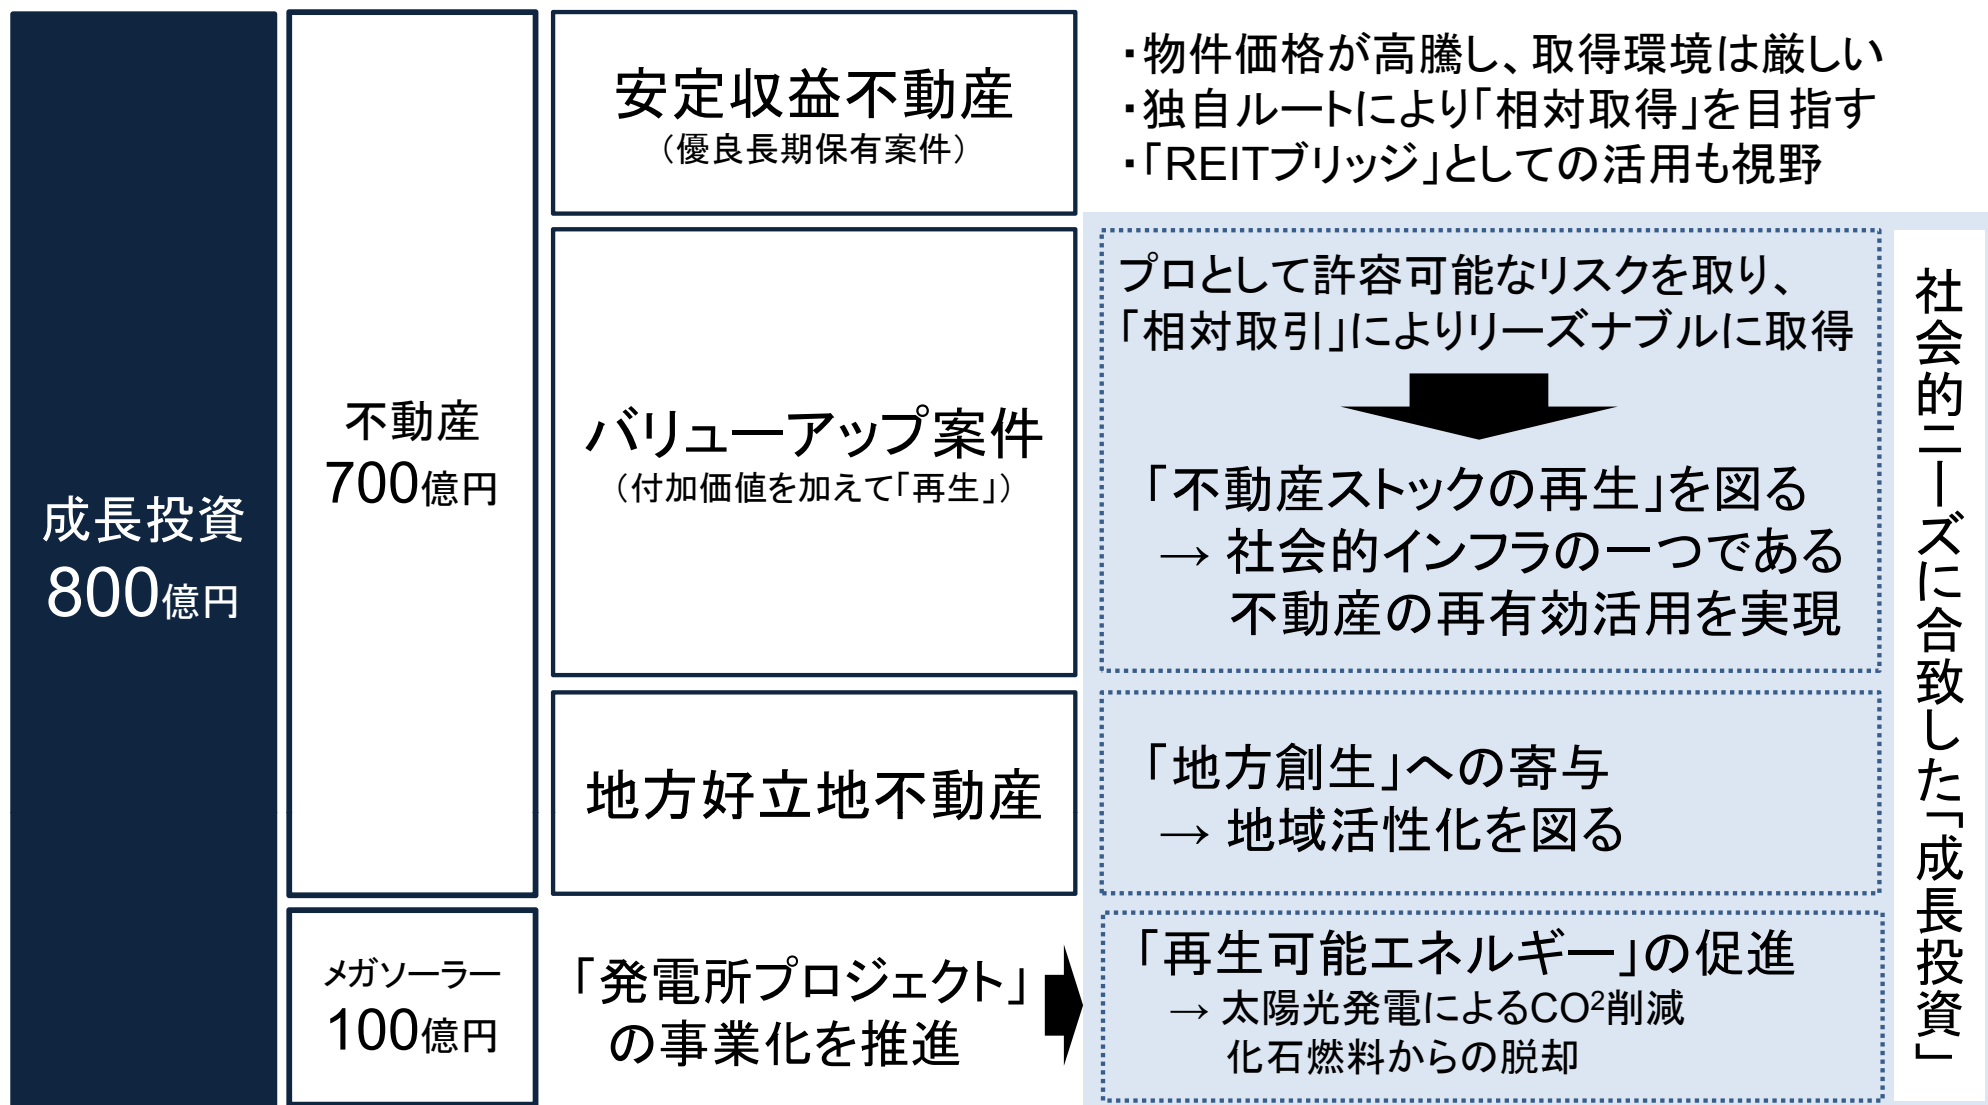 成長投資
800億円
不動産
700億円
安定収益不動産
（優良長期保有案件）
・物件価格が高騰し、取得環境は厳しい
・独自ルートにより「相対取得」を目指す
・「REITブリッジ」としての活用も視野
バリューアップ案件
（付加価値を加えて「再生」）
プロとして許容可能なリスクを取り、
「相対取引」によりリーズナブルに取得
「不動産ストックの再生」を図る
→ 社会的インフラの一つである
不動産の再有効活用を実現
地方好立地不動産
「地方創生」への寄与
→ 地域活性化を図る
メガソーラー
100億円
「発電所プロジェクト」
の事業化を推進
「再生可能エネルギー」の促進
→ 太陽光発電によるCO²削減
化石燃料からの脱却
社会的ニーズに合致した「成長投資」